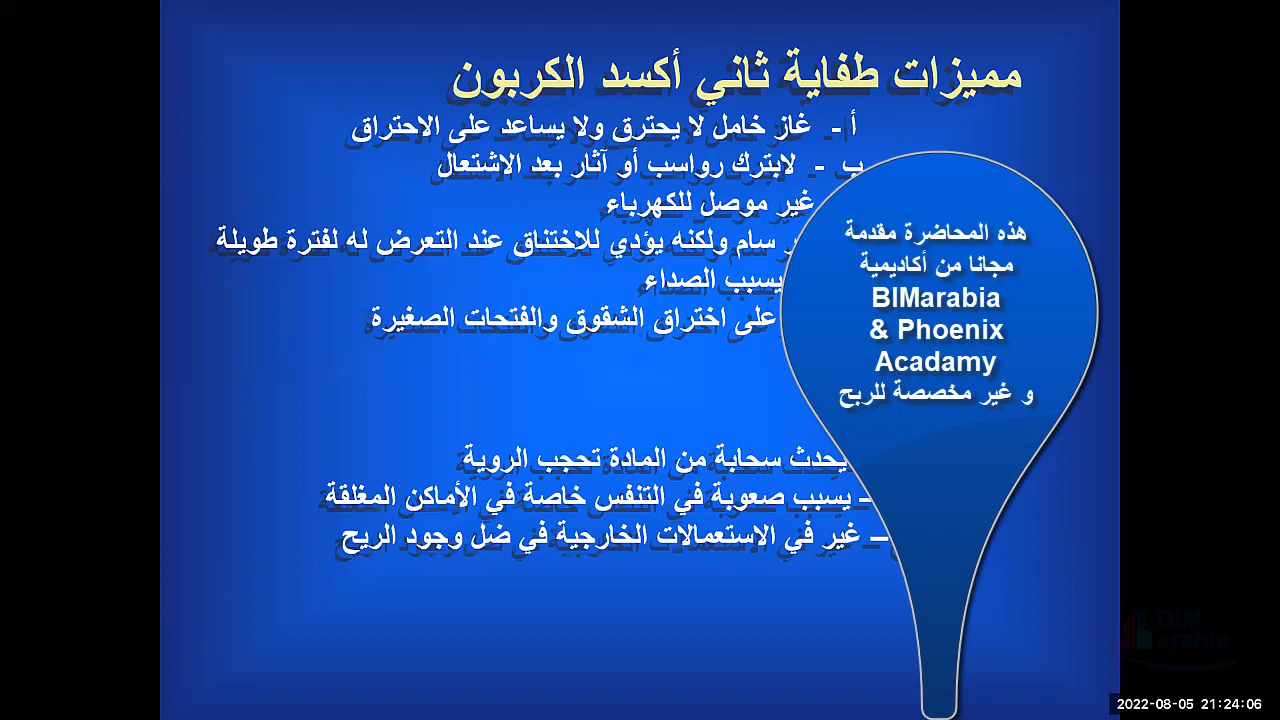 مميزات طفاية ثاني أكسد الكربون
أ - غاز خامل لا يحترق ولا يساعد على الاحتراق
ب - لابترك رواسب أو آثار بعد الاشتعال
غير موصل للكهرباء
سام ولكنه يؤدي للاختناق عند التعرض له لفترة طويلة
يسبب الصداء
على اختراق الشقوق والفتحات الصغيرة
يحدث سحابة من المادة تحجب الروية
– يسبب صعوبة في التنفس خاصة في الأماكن المغلقة
– غير في الاستعمالات الخارجية في ضل وجود الريح
هذه المحاضرة مقدمة
مجانا من أكاديمية
BIMarabia
& Phoenix
Acadamy
و غير مخصصة للربح
BIM
arabia
2022-08-05 21:24:06